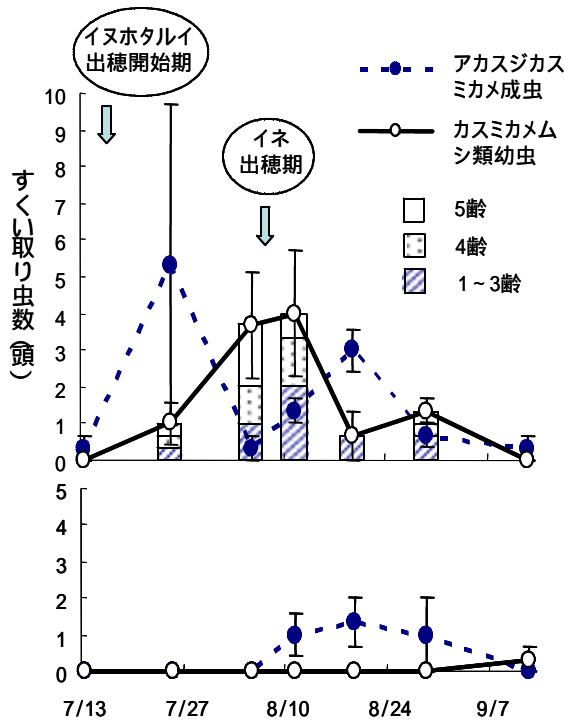 イヌホタルイ
出穂開始期
イネ
出穂期
アカスジカス
ミカメ成虫
カスミカメム
シ類幼虫
5齢
4齢
1~3齢
すくい取り虫数(頭)
10
9
8
7
6
5
4
3
2
1
0
5
4
3
2
1
0
7/13 7/27 8/10 8/24 9/7